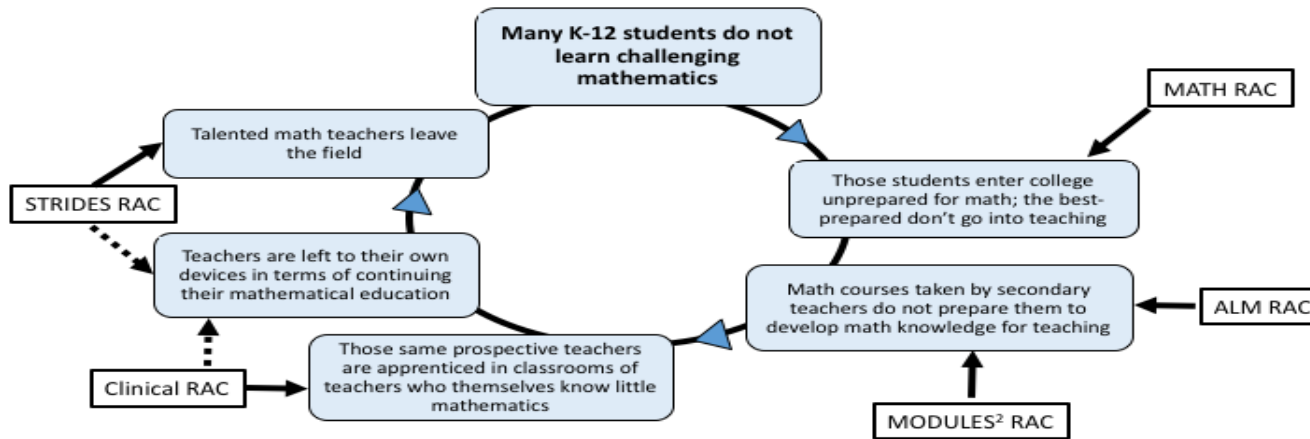 Many K-12 students do not
learn challenging
mathematics
MATH RAC
Talented math teachers leave
the field
Those students enter college
unprepared for math; the best-
prepared don't go into teaching
STRIDES RAC
Teachers are left to their own
devices in terms of continuing
their mathematical education
Math courses taken by secondary
teachers do not prepare them to
develop math knowledge for teaching
ALM RAC
Those same prospective teachers
are apprenticed in classrooms of
teachers who themselves know little
mathematics
Clinical RAC
MODULES² RAC